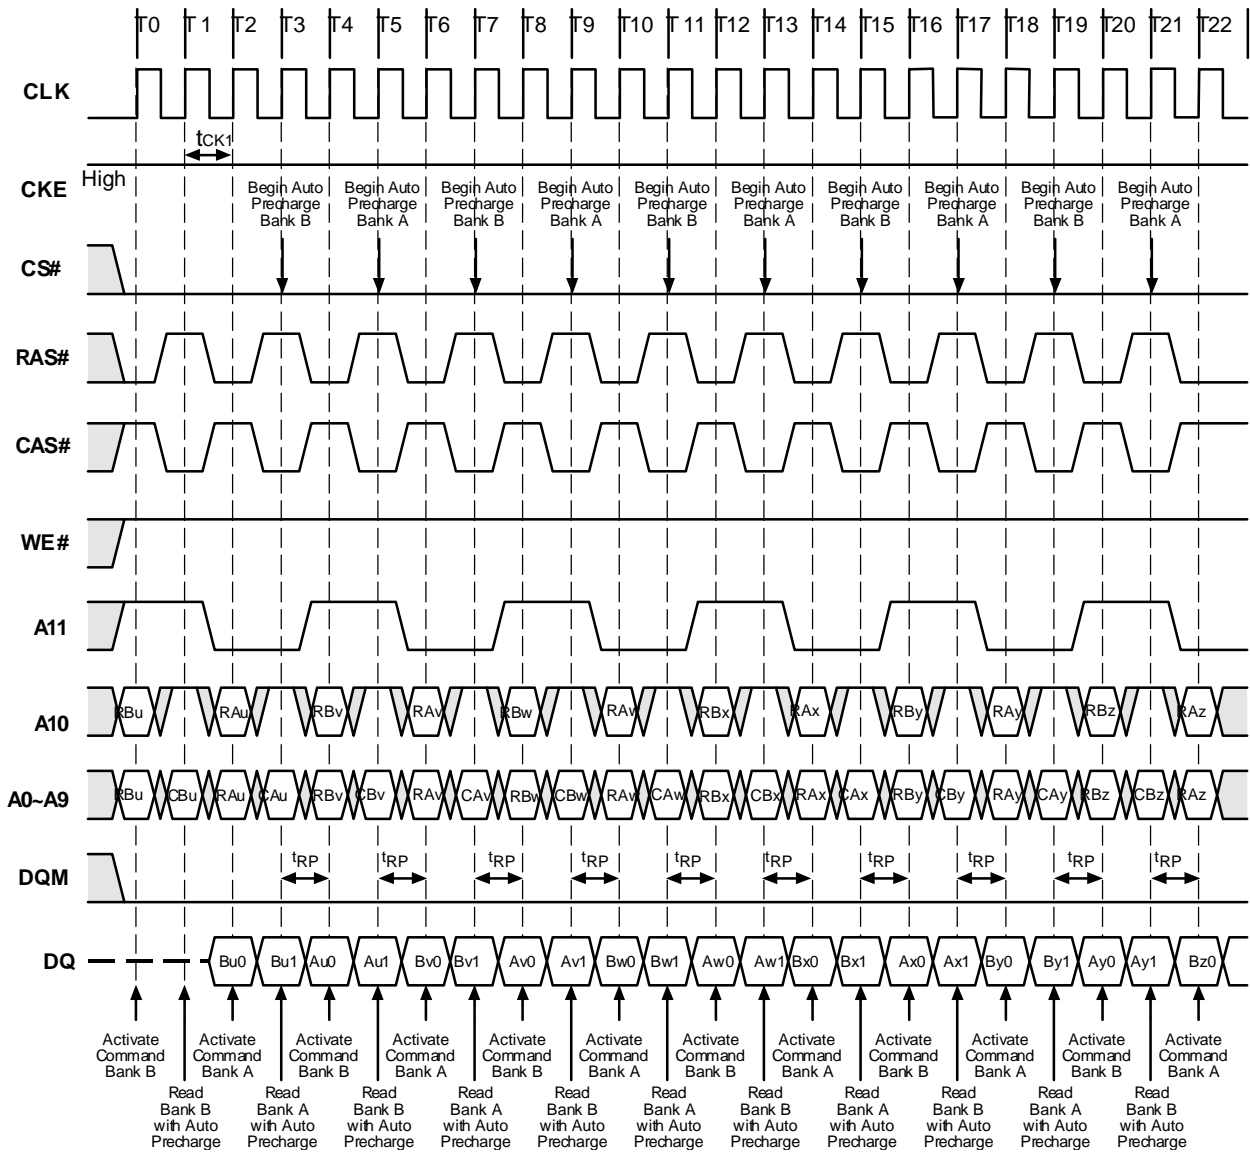 T0 T1 T2 T3 T4 T5 T6 T7 T8 T9 T10 T11 T12 T13 T14 T15 T16 T17 T18 T19 T20 T21 T22
CLK
tCK1
High
CKE
Begin Auto Precharge Bank B
Begin Auto Precharge Bank A
Begin Auto Precharge Bank B
Begin Auto Precharge Bank A
Begin Auto Precharge Bank B
Begin Auto Precharge Bank A
Begin Auto Precharge Bank B
Begin Auto Precharge Bank A
Begin Auto Precharge Bank B
Begin Auto Precharge Bank A
CS#
RAS#
CAS#
WE#
A11
A10 RBu RAu RBv RAv RBw RAw RBx RAx RBy RAy RBz RAz
A0~A9 RBu CBu RAu CAu RBv CBv RAv CAv RBw CBw RAw CAw RBx CBx RAx CAx RBy CBy RAy CAy RBz CBz RAz
DQM tRP tRP tRP tRP tRP tRP tRP tRP tRP tRP
DQ Bu0 Bu1 Au0 Au1 Bv0 Bv1 Av0 Av1 Bw0 Bw1 Aw0 Aw1 Bx0 Bx1 Ax0 Ax1 By0 By1 Ay0 Ay1 Bz0
Activate Command Bank B
Activate Command Bank A
Activate Command Bank B
Activate Command Bank A
Activate Command Bank B
Activate Command Bank A
Activate Command Bank B
Activate Command Bank A
Activate Command Bank B
Activate Command Bank A
Activate Command Bank B
Activate Command Bank A
Read Bank B with Auto Precharge
Read Bank A with Auto Precharge
Read Bank B with Auto Precharge
Read Bank A with Auto Precharge
Read Bank B with Auto Precharge
Read Bank A with Auto Precharge
Read Bank B with Auto Precharge
Read Bank A with Auto Precharge
Read Bank B with Auto Precharge
Read Bank A with Auto Precharge
Read Bank B with Auto Precharge